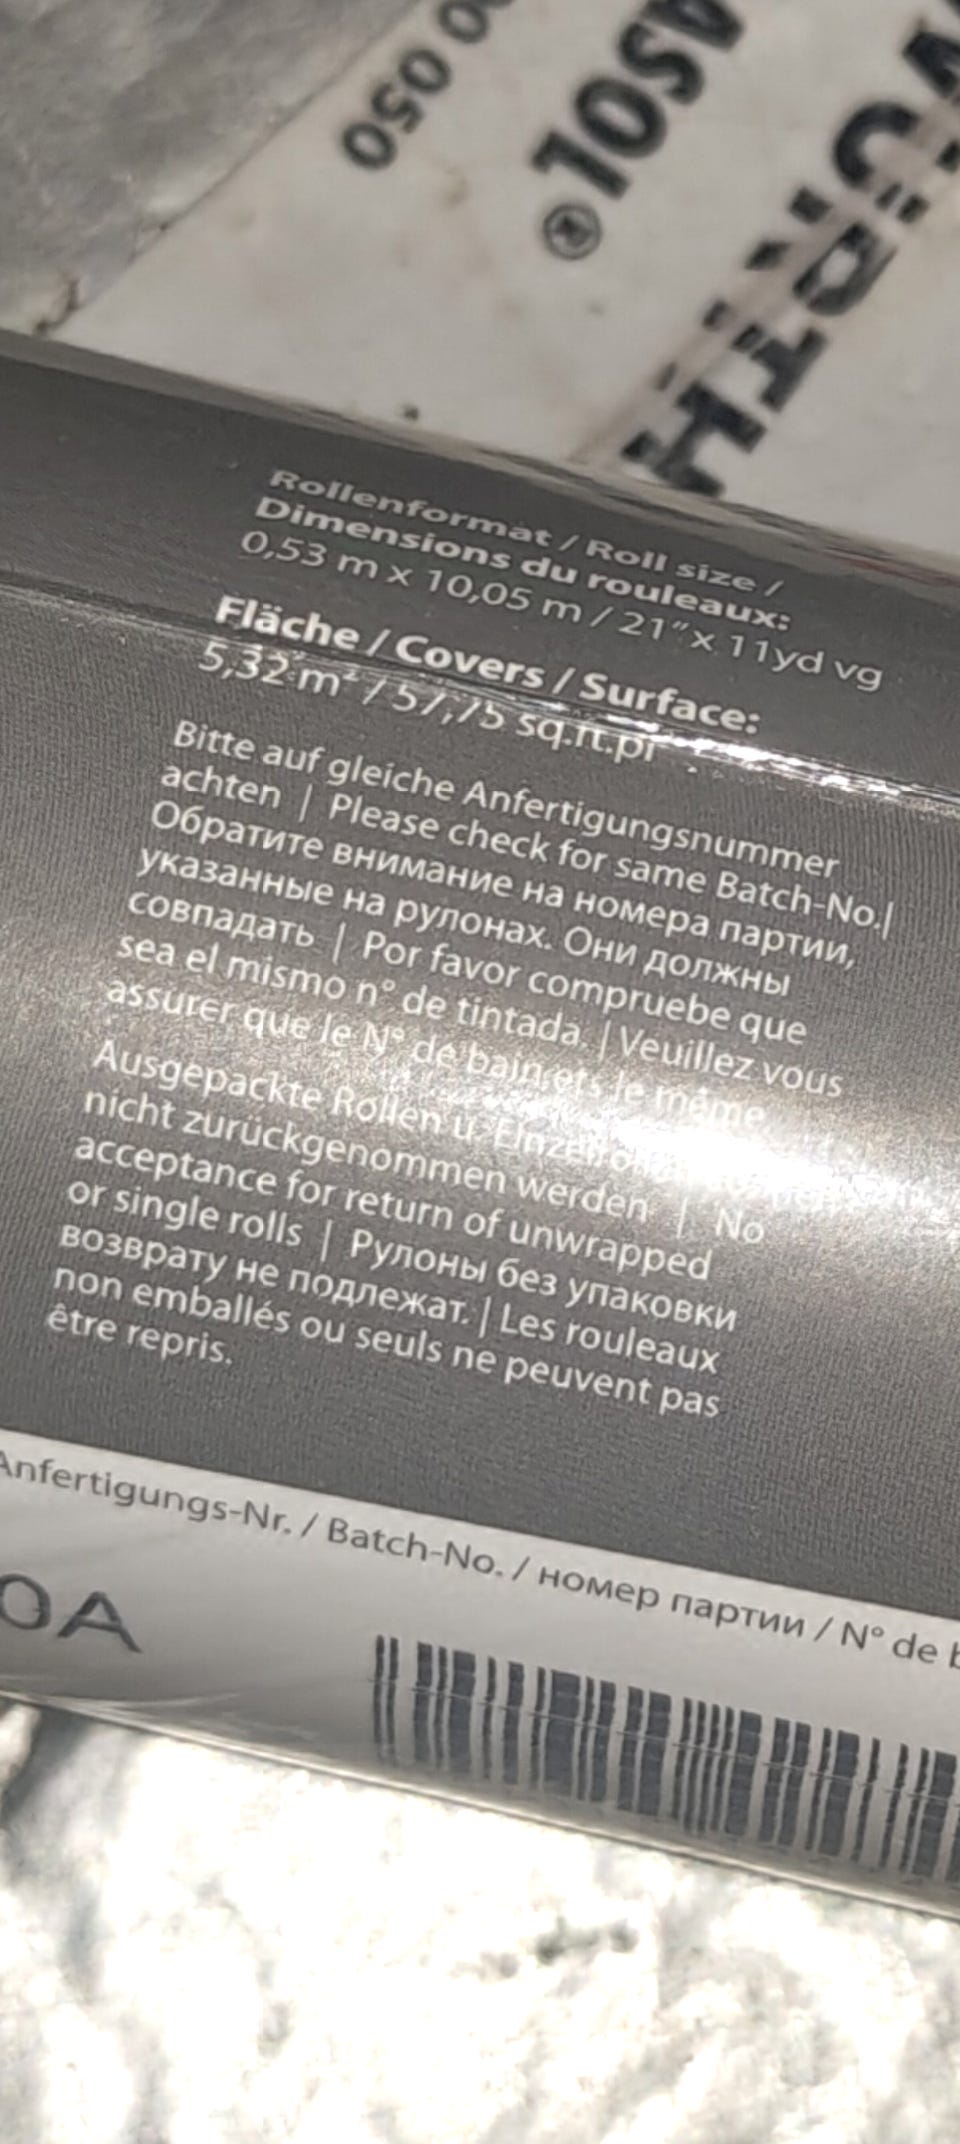 050
ASOL®
WÜRTH
Rollenformat / Roll size /
Dimensions du rouleaux:
0,53 m x 10,05 m / 21” x 11yd vg
Fläche / Covers / Surface:
5,32 m² / 57,75 sq.ft.pr
Bitte auf gleiche Anfertigungsnummer
achten | Please check for same Batch-No.|
Обратите внимание на номера партии,
указанные на рулонах. Они должны
совпадать | Por favor compruebe que
sea el mismo n° de tintada. | Veuillez vous
assurer que le N° de bain ets le même
Ausgepackte Rollen u.
nicht zurückgenommen werden | No
acceptance for return of unwrapped
or single rolls | Рулоны без упаковки
возврату не подлежат. | Les rouleaux
non emballés ou seuls ne peuvent pas
être repris.
Anfertigungs-Nr. / Batch-No. / номер партии / N° de b
0A